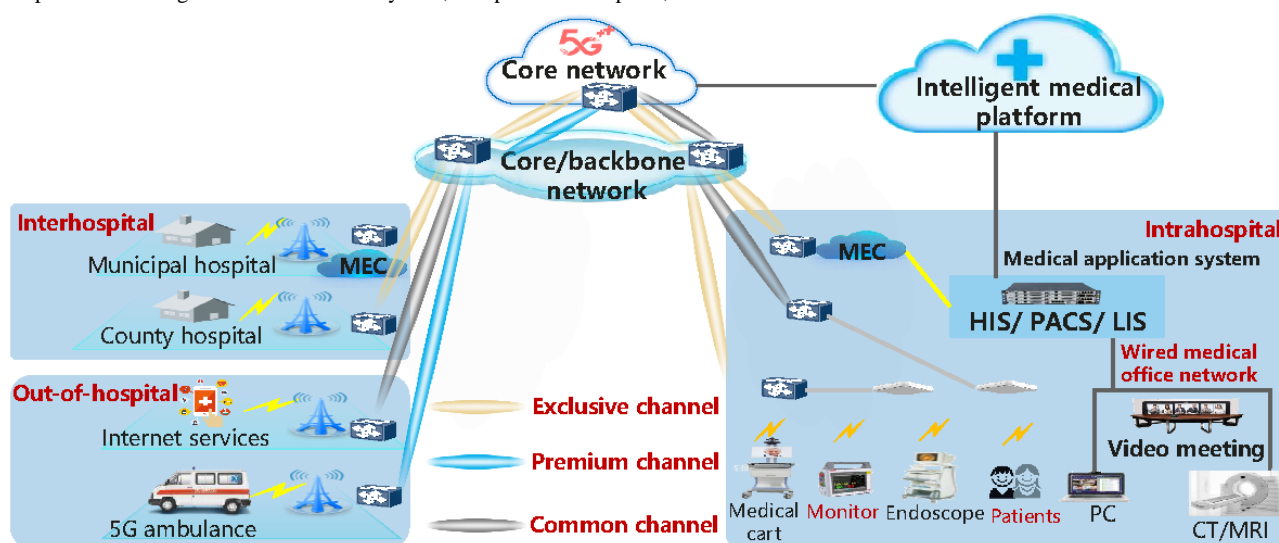 5G++
Core network
Intelligent medical
platform
Core/backbone
network
Interhospital
Municipal hospital
MEC
County hospital
Out-of-hospital
Internet services
5G ambulance
Exclusive channel
Premium channel
Common channel
Intrahospital
MEC
Medical application system
HIS/ PACS/ LIS
Wired medical
office network
Video meeting
Medical
cart
Monitor
Endoscope
Patients
PC
CT/MRI